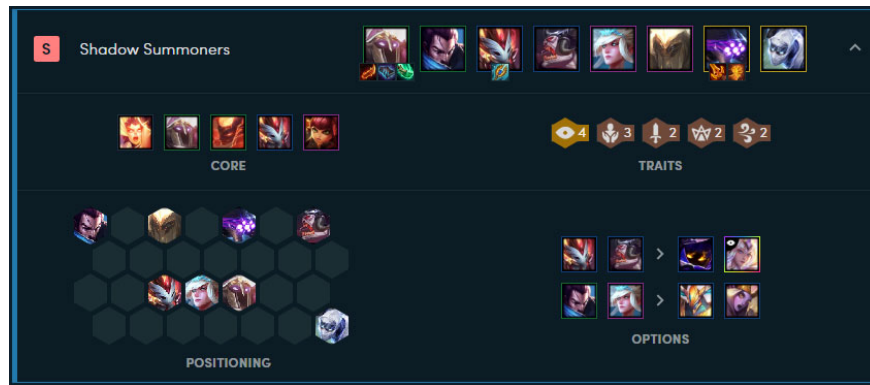 S Shadow Summoners
4 3 2 2 2
CORE
TRAITS
> 
>
POSITIONING
OPTIONS